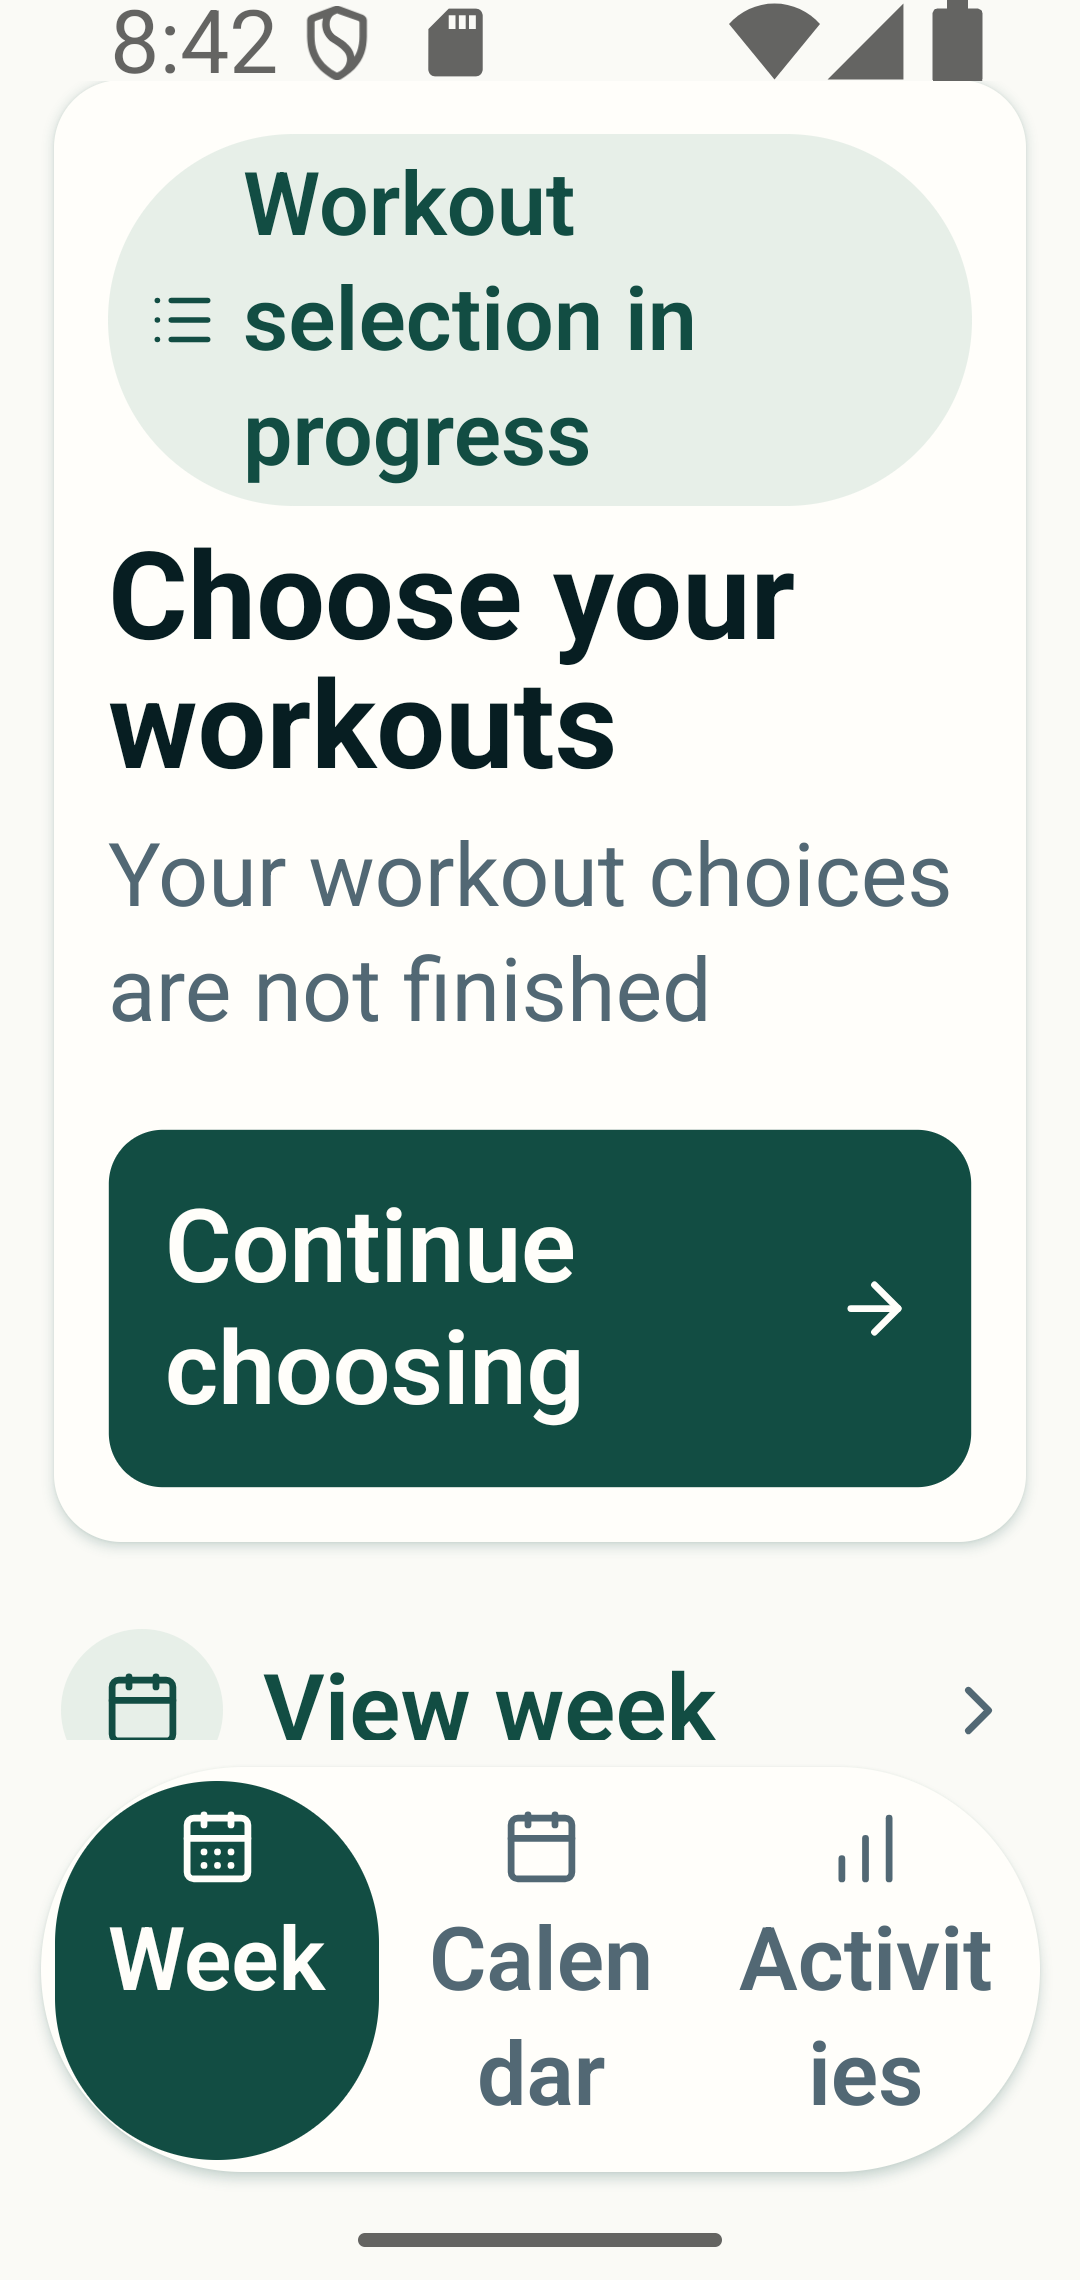 8:42
Workout
selection in
progress
Choose your
workouts
Your workout choices
are not finished
Continue
choosing
View week
Week
Calen
dar
Activit
ies